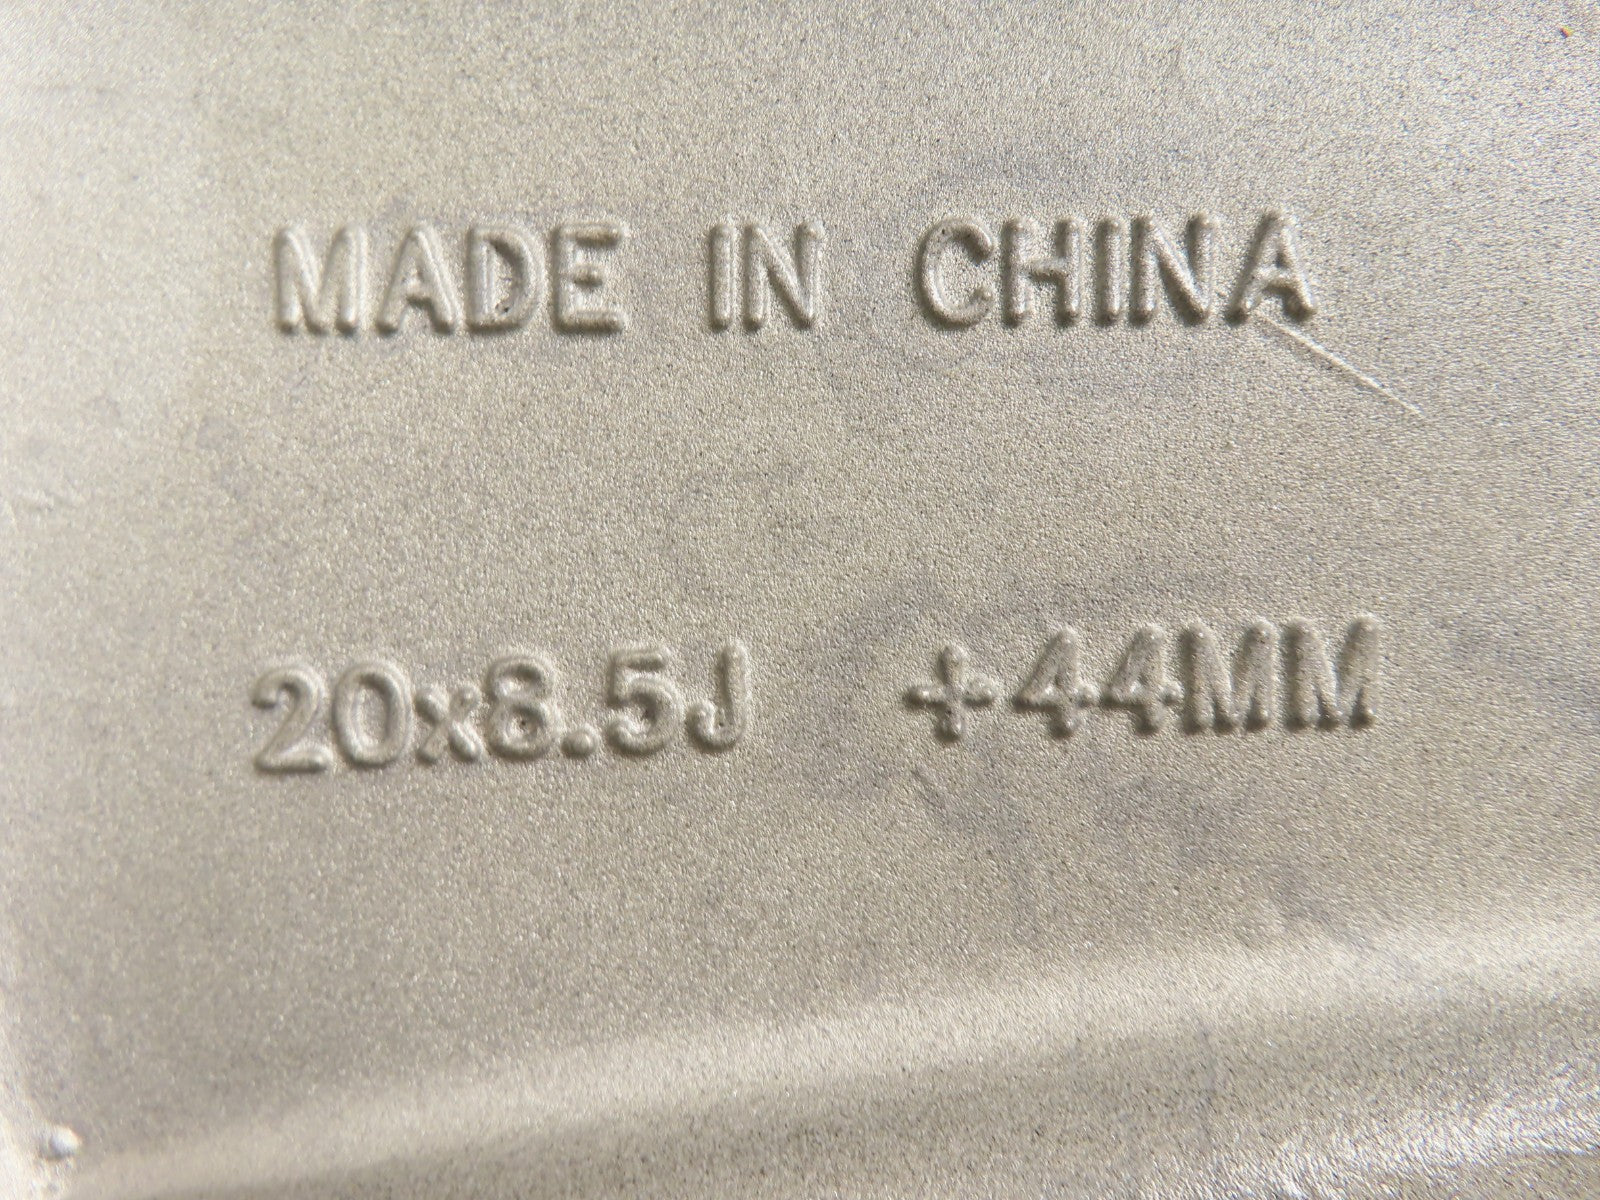 MADE IN CHINA
20x8.5J +44MM